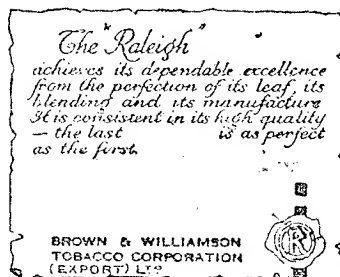 The "Raleigh"
achieves its dependable excellence
from the perfection of its leaf, its
blending and its manufacture
It is consistent in its high quality
— the last is as perfect
as the first.
BROWN & WILLIAMSON
TOBACCO CORPORATION
(EXPORT) LTD